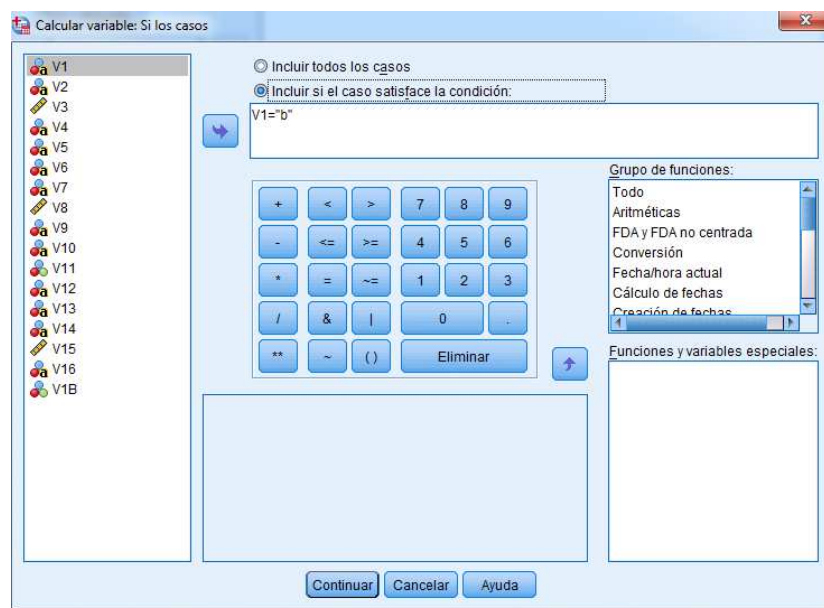 Calcular variable: Si los casos
V1
V2
V3
V4
V5
V6
V7
V8
V9
V10
V11
V12
V13
V14
V15
V16
V1B
Incluir todos los casos
Incluir si el caso satisface la condición:
V1="b"
+ < > 7 8 9
- <= >= 4 5 6
* = ~= 1 2 3
/ & | 0 .
** ~ ( ) Eliminar
Grupo de funciones:
Todo
Aritméticas
FDA y FDA no centrada
Conversión
Fecha/hora actual
Cálculo de fechas
Creación de fechas
Funciones y variables especiales:
Continuar Cancelar Ayuda